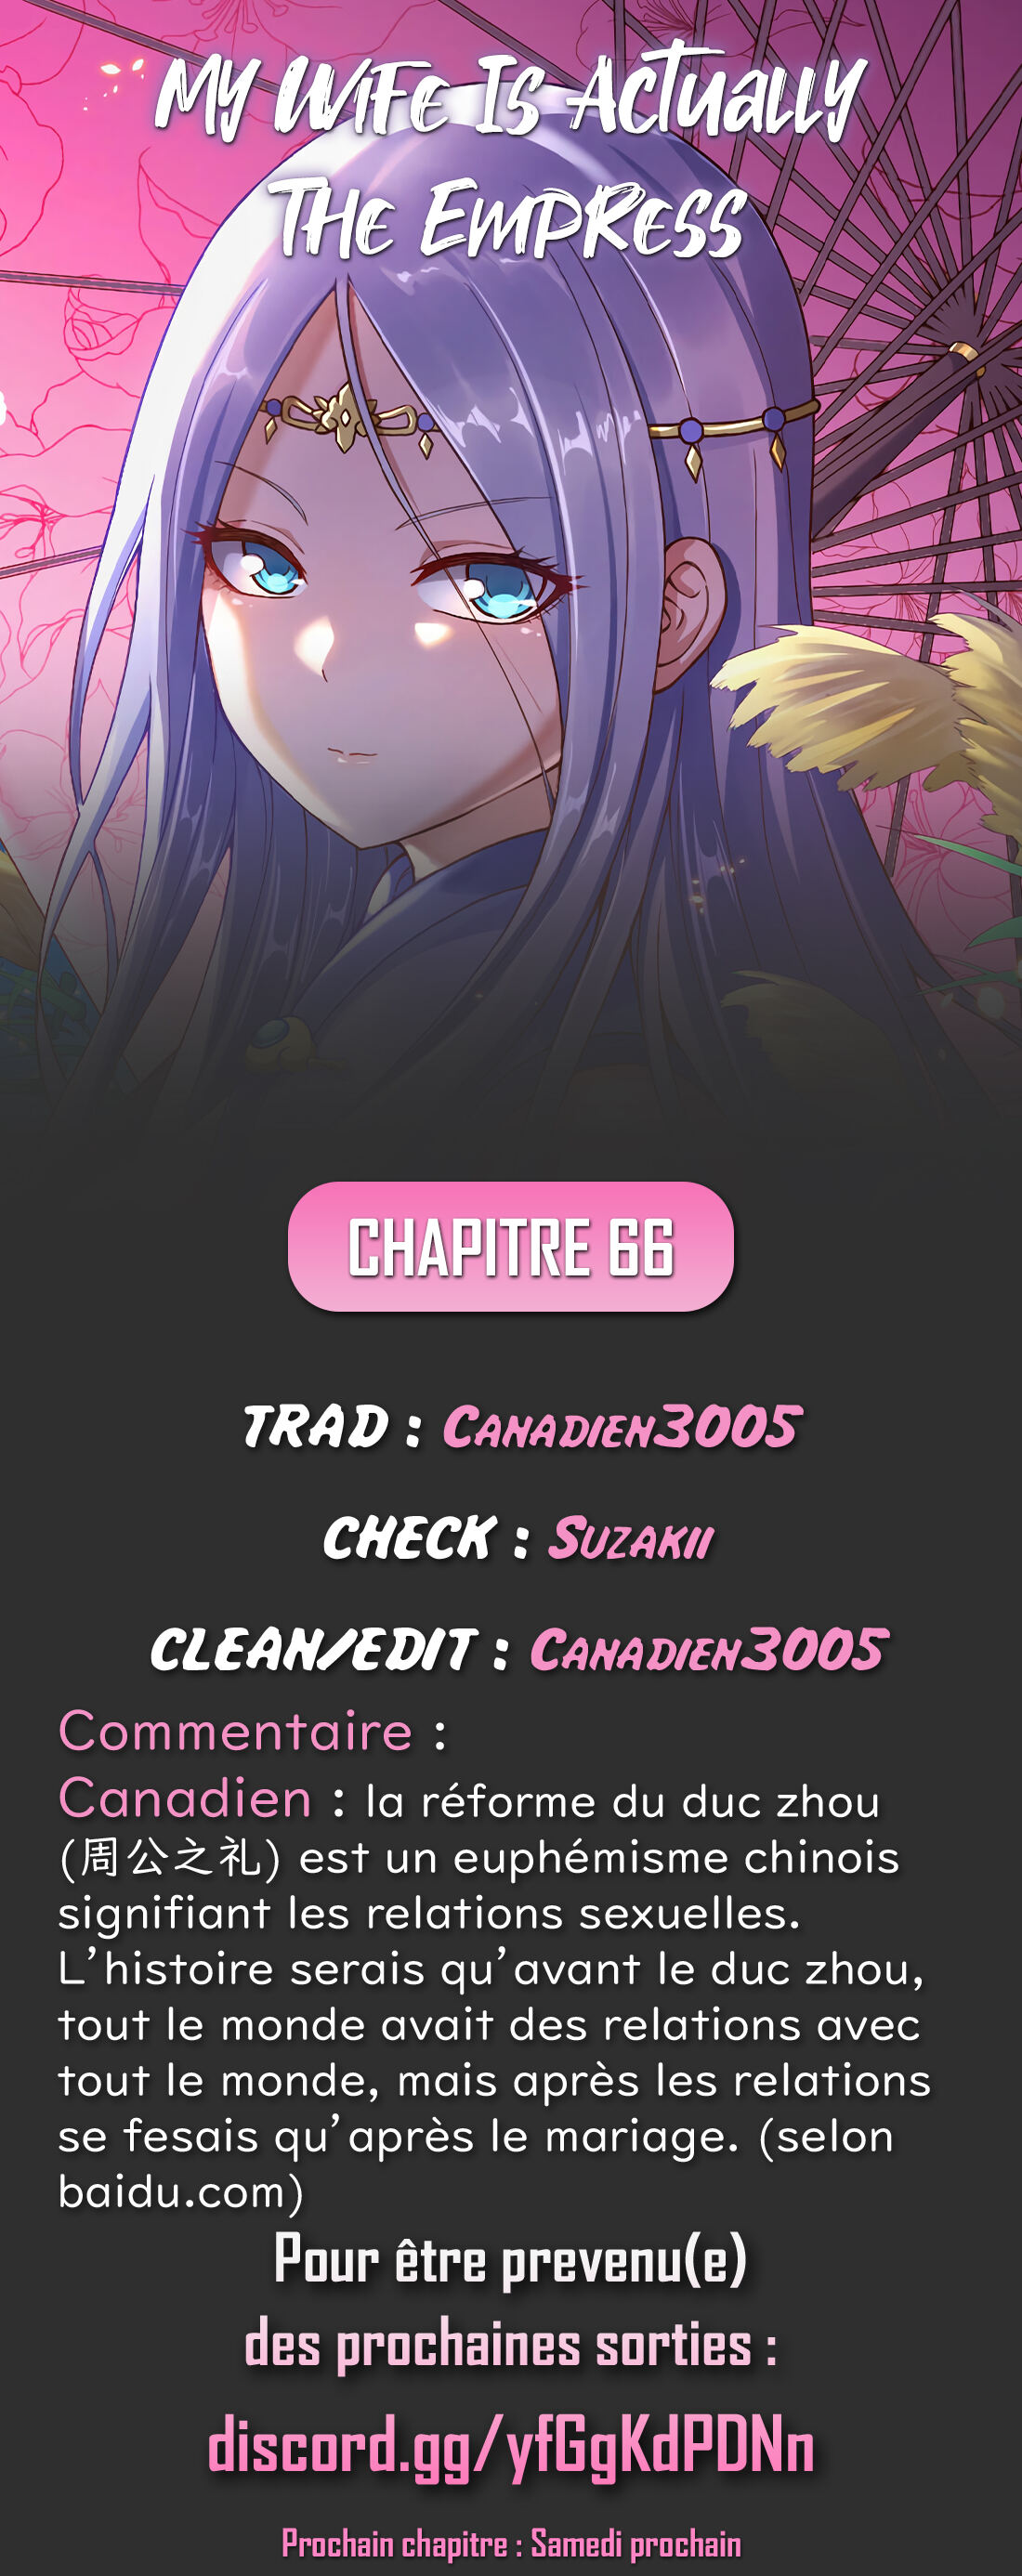 My Wife Is Actually
The Empress
CHAPITRE 66
TRAD : Canadien3005
CHECK : Suzakii
CLEAN/EDIT : Canadien3005
Commentaire :
Canadien : la réforme du duc zhou
(周公之礼) est un euphémisme chinois
signifiant les relations sexuelles.
L'histoire serais qu'avant le duc zhou,
tout le monde avait des relations avec
tout le monde, mais après les relations
se fesais qu'après le mariage. (selon
baidu.com)
Pour être prevenu(e)
des prochaines sorties :
discord.gg/yfGgKdPDNn
Prochain chapitre : Samedi prochain